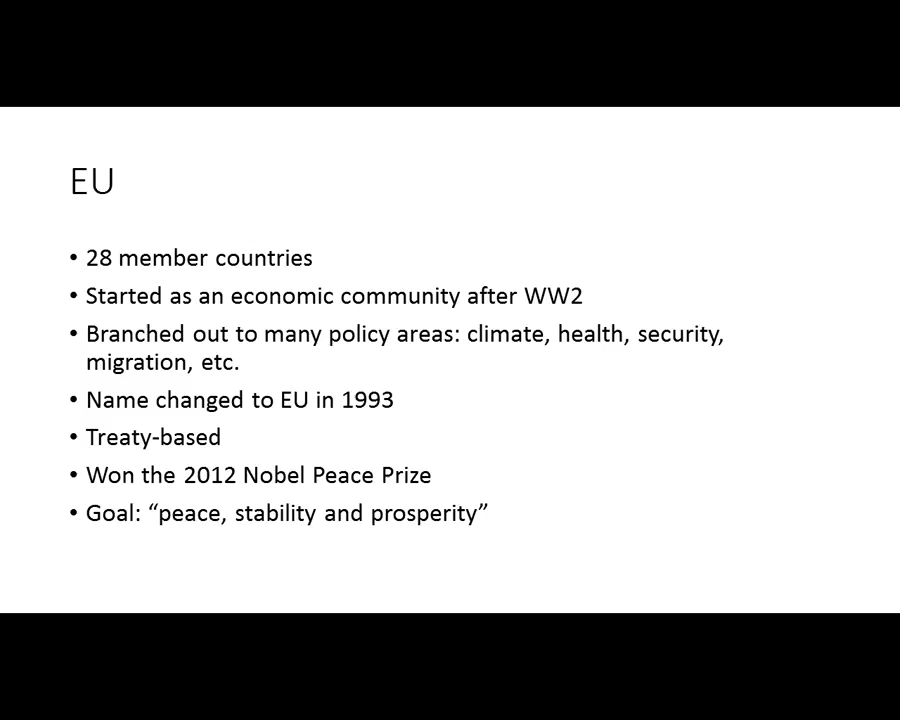 EU
• 28 member countries
• Started as an economic community after WW2
• Branched out to many policy areas: climate, health, security,
migration, etc.
• Name changed to EU in 1993
• Treaty-based
• Won the 2012 Nobel Peace Prize
• Goal: “peace, stability and prosperity”